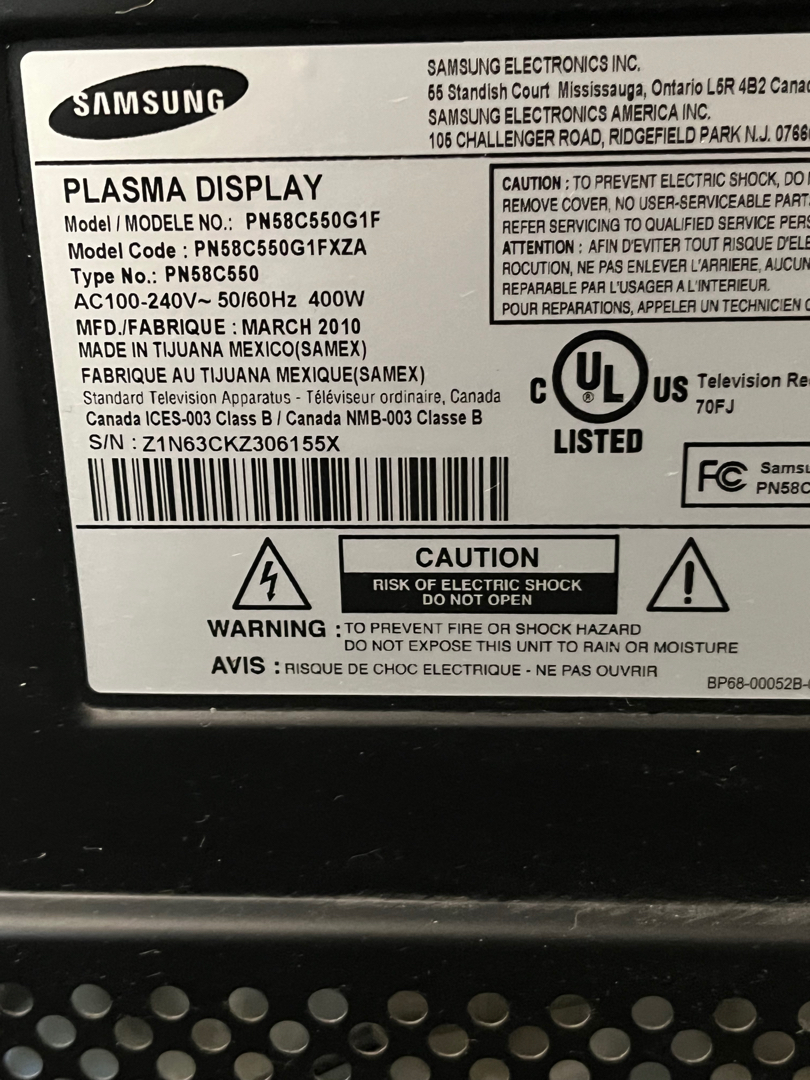 SAMSUNG
SAMSUNG ELECTRONICS INC.
55 Standish Court Mississauga, Ontario L5R 4B2
SAMSUNG ELECTRONICS AMERICA INC.
105 CHALLENGER ROAD, RIDGEFIELD PARK N.J.
PLASMA DISPLAY
Model / MODELE NO.: PN58C550G1F
Model Code : PN58C550G1FXZA
Type No.: PN58C550
AC100-240V~ 50/60Hz 400W
MFD./FABRIQUE : MARCH 2010
MADE IN TIJUANA MEXICO(SAMEX)
FABRIQUE AU TIJUANA MEXIQUE(SAMEX)
Standard Television Apparatus - Téléviseur ordinaire, Canada
Canada ICES-003 Class B / Canada NMB-003 Classe B
S/N : Z1N63CKZ306155X
CAUTION : TO PREVENT ELECTRIC SHOCK, DO
REMOVE COVER, NO USER-SERVICEABLE
REFER SERVICING TO QUALIFIED SERVICE
ATTENTION : AFIN D'EVITER TOUT RISQUE
ROCUTION, NE PAS ENLEVER L'ARRIERE,
REPARABLE PAR L'USAGER A L'INTERIEUR.
POUR REPARATIONS, APPELER UN TECHNICIEN
C UL ® US
LISTED
Television
70FJ
FC
CAUTION
RISK OF ELECTRIC SHOCK
DO NOT OPEN
WARNING : TO PREVENT FIRE OR SHOCK HAZARD
DO NOT EXPOSE THIS UNIT TO RAIN OR MOISTURE
AVIS : RISQUE DE CHOC ELECTRIQUE - NE PAS OUVRIR
BP68-00052B-